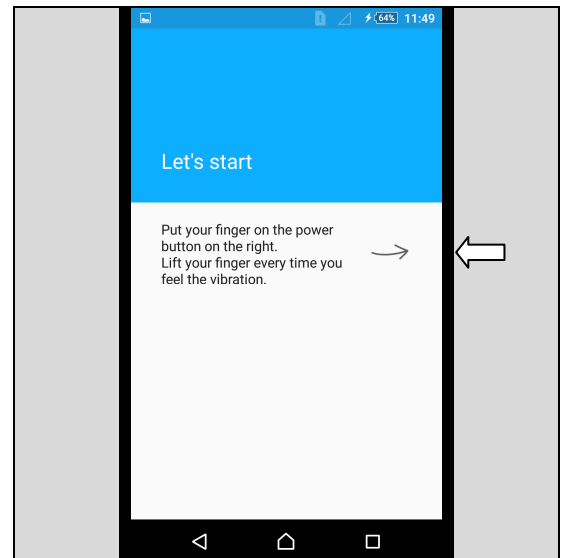 64% 11:49
Let's start
Put your finger on the power
button on the right.
Lift your finger every time you
feel the vibration.